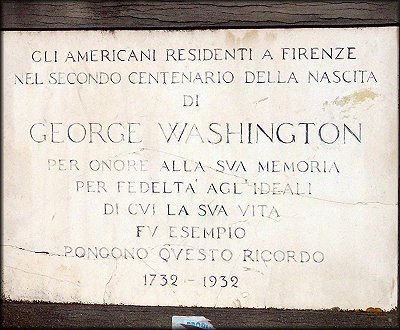 GLI AMERICANI RESIDENTI A FIRENZE
NEL SECONDO CENTENARIO DELLA NASCITA
DI
GEORGE WASHINGTON
PER ONORE ALLA SVA MEMORIA
PER FEDELTA' AGL'IDEALI
DI CVI LA SVA VITA
FV ESEMPIO
PONGONO QVESTO RICORDO
1732 - 1932